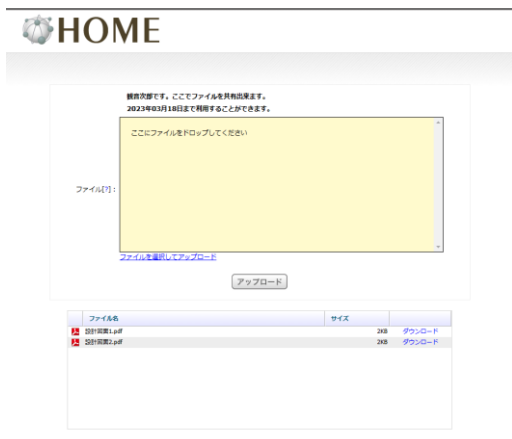 HOME
観音次郎です。ここでファイルを共有出来ます。
2023年03月18日まで利用することができます。
ここにファイルをドロップしてください
ファイル[?]：
ファイルを選択してアップロード
アップロード
ファイル名 サイズ
設計図書1.pdf 2KB ダウンロード
設計図書2.pdf 2KB ダウンロード